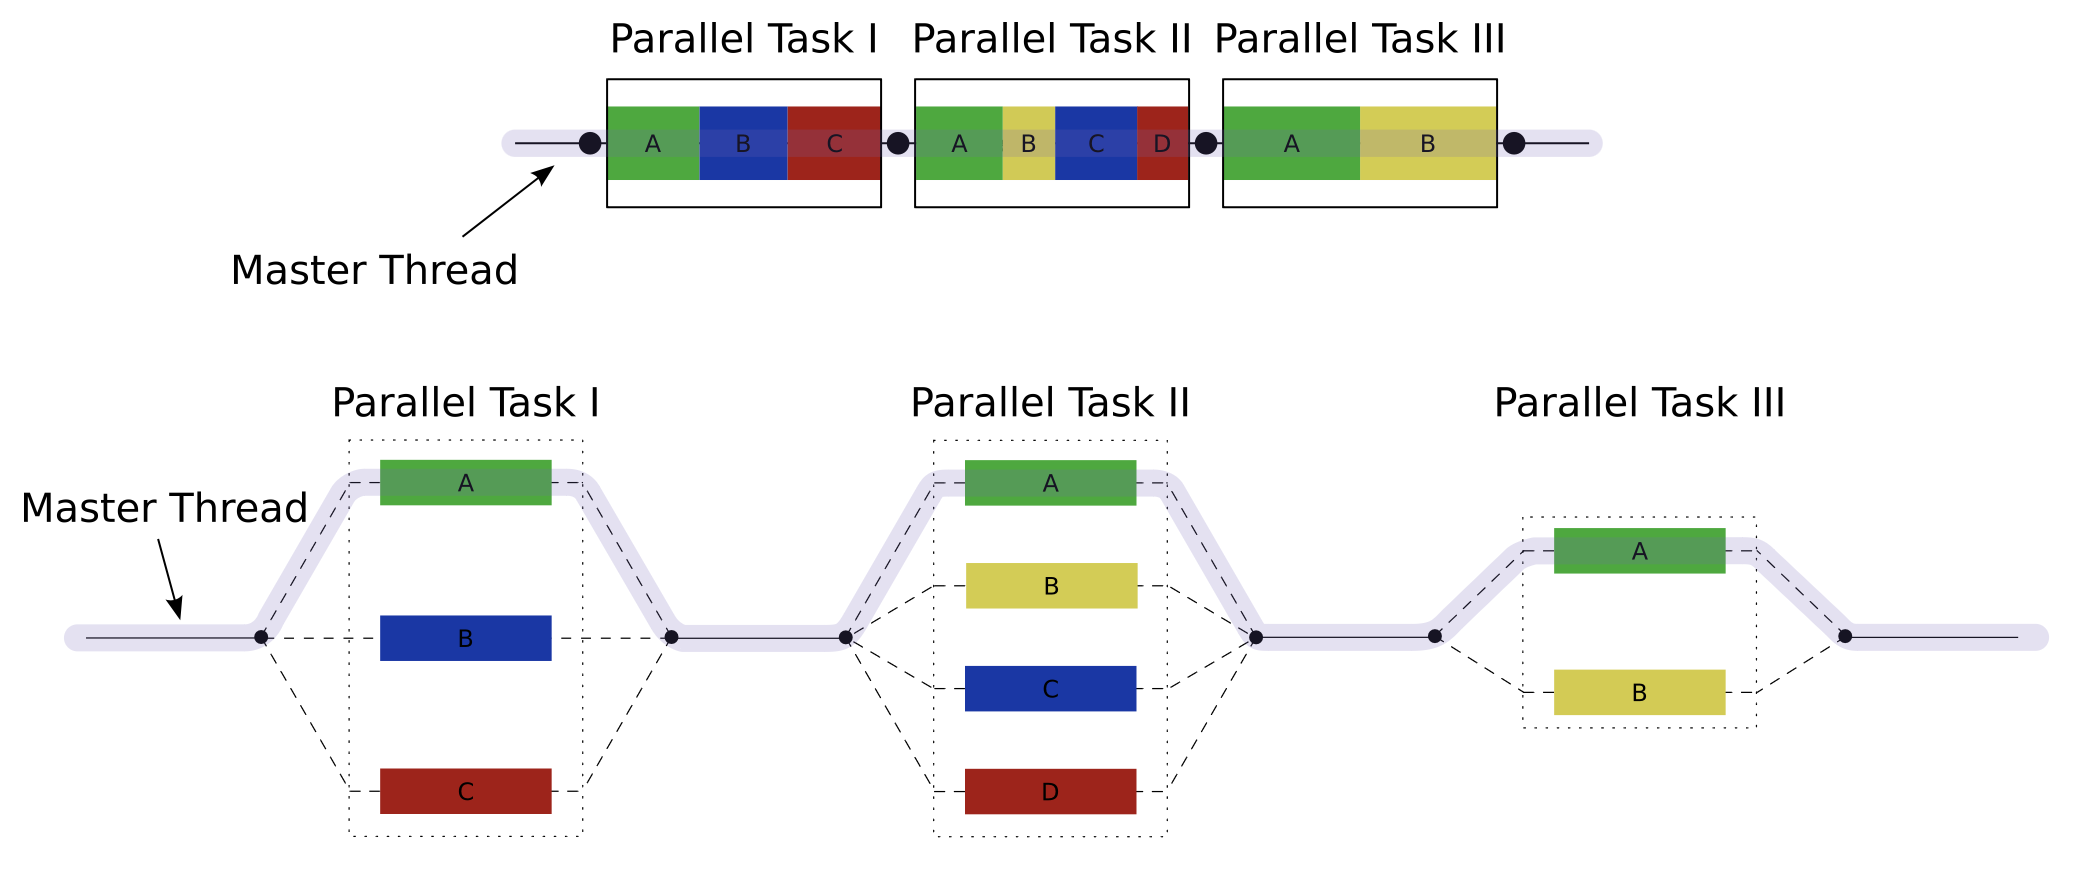 Parallel Task I Parallel Task II Parallel Task III
A B C A B C D A B
Master Thread
Parallel Task I Parallel Task II Parallel Task III
A A
Master Thread
A
B
B C
B
C D